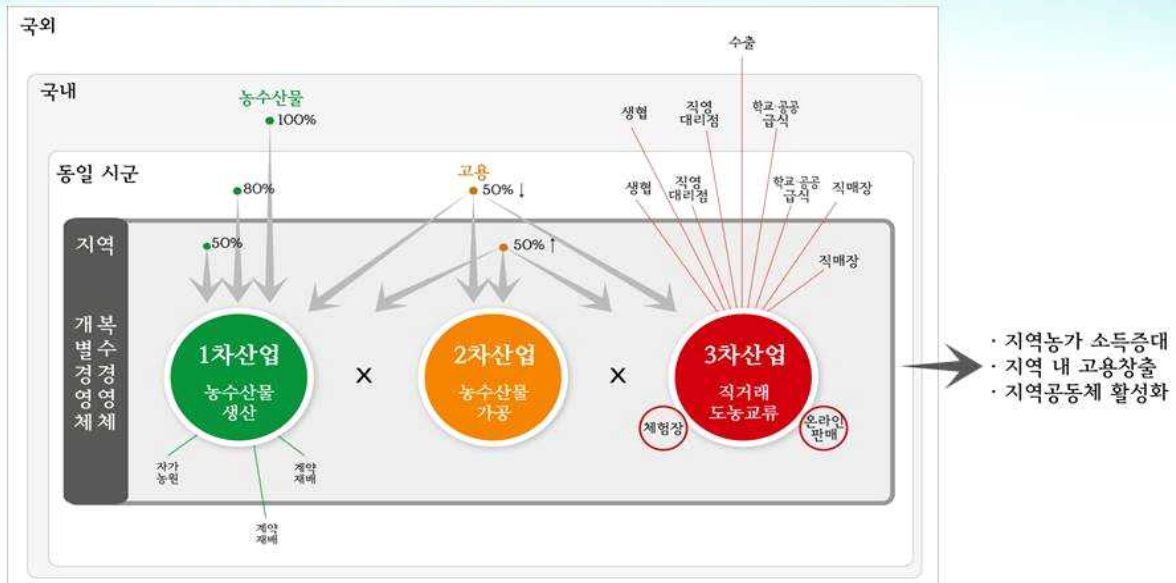 국외
수출
국내
농수산물
100%
생협
직영
대리점
학교·공공
급식
동일 시군
80%
고용
50% ↓
생협
직영
대리점
학교·공공
급식
직매장
지역
50%
50% ↑
직매장
개별경영체
복수경영체
1차산업
농수산물
생산
x
2차산업
농수산물
가공
x
3차산업
직거래
도농교류
체험장
온라인
판매
자가
농원
계약
재배
계약
재배
· 지역농가 소득증대
· 지역 내 고용창출
· 지역공동체 활성화